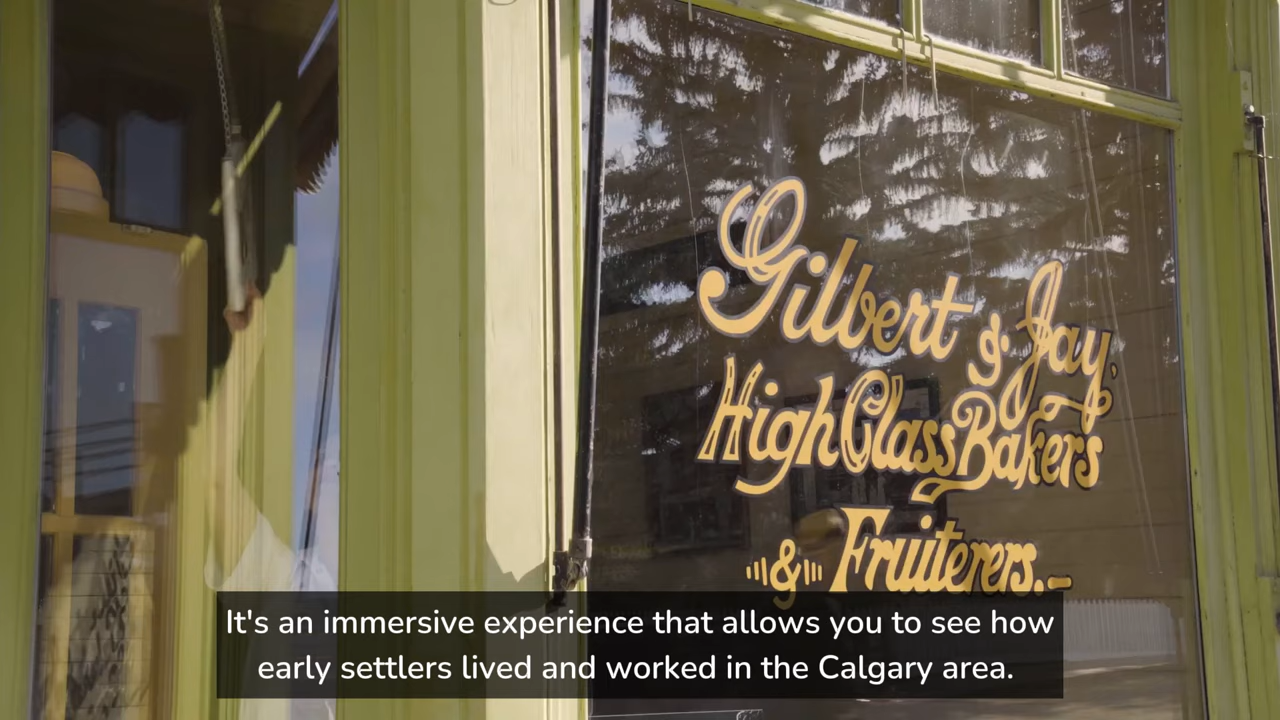 Gilbert & Jay,
High Class Bakers
& Fruiterers.
It's an immersive experience that allows you to see how
early settlers lived and worked in the Calgary area.